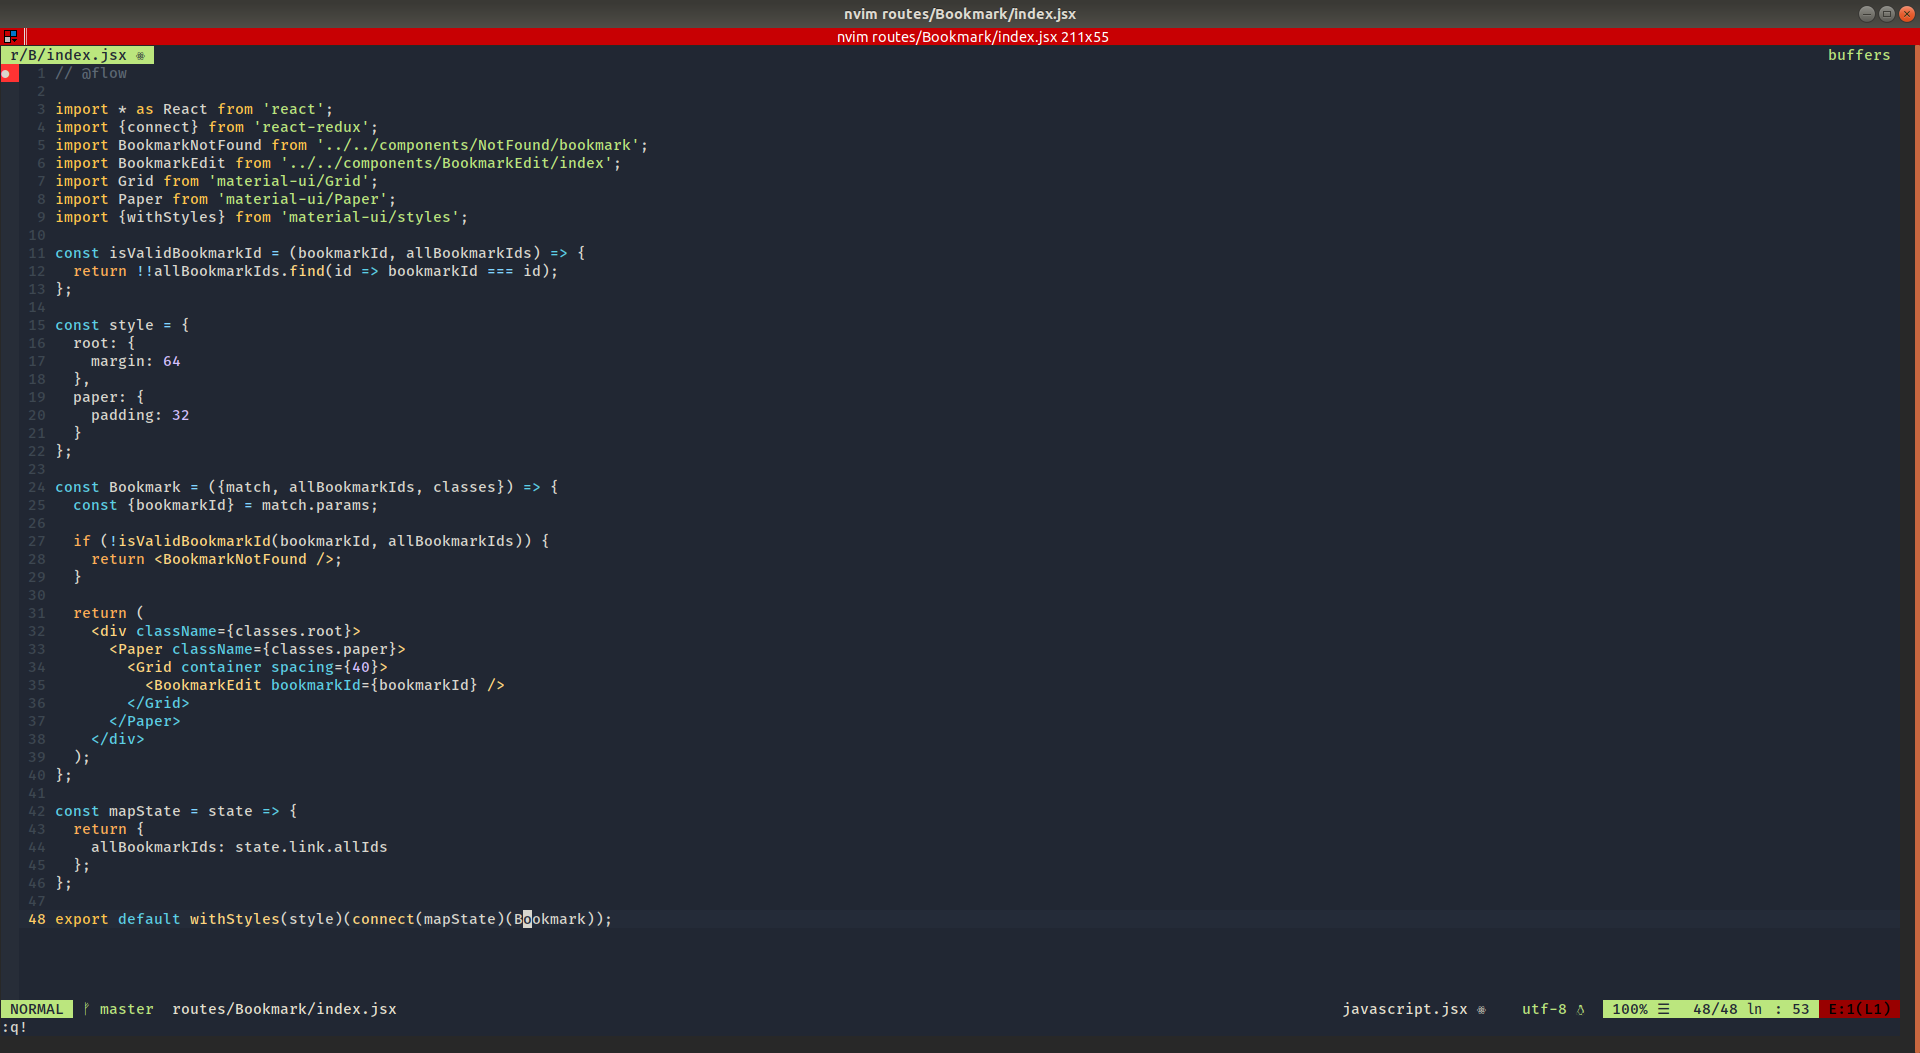 nvim routes/Bookmark/index.jsx
nvim routes/Bookmark/index.jsx 211x55
r/B/index.jsx buffers
1 // @flow
2
3 import * as React from 'react';
4 import {connect} from 'react-redux';
5 import BookmarkNotFound from '../../components/NotFound/bookmark';
6 import BookmarkEdit from '../../components/BookmarkEdit/index';
7 import Grid from 'material-ui/Grid';
8 import Paper from 'material-ui/Paper';
9 import {withStyles} from 'material-ui/styles';
10
11 const isValidBookmarkId = (bookmarkId, allBookmarkIds) => {
12   return !!allBookmarkIds.find(id => bookmarkId === id);
13 };
14
15 const style = {
16   root: {
17     margin: 64
18   },
19   paper: {
20     padding: 32
21   }
22 };
23
24 const Bookmark = ({match, allBookmarkIds, classes}) => {
25   const {bookmarkId} = match.params;
26
27   if (!isValidBookmarkId(bookmarkId, allBookmarkIds)) {
28     return <BookmarkNotFound />;
29   }
30
31   return (
32     <div className={classes.root}>
33       <Paper className={classes.paper}>
34         <Grid container spacing={40}>
35           <BookmarkEdit bookmarkId={bookmarkId} />
36         </Grid>
37       </Paper>
38     </div>
39   );
40 };
41
42 const mapState = state => {
43   return {
44     allBookmarkIds: state.link.allIds
45   };
46 };
47
48 export default withStyles(style)(connect(mapState)(Bookmark));
NORMAL master routes/Bookmark/index.jsx javascript.jsx utf-8 100% ☰ 48/48 ln : 53 E:1(L1)
:q!